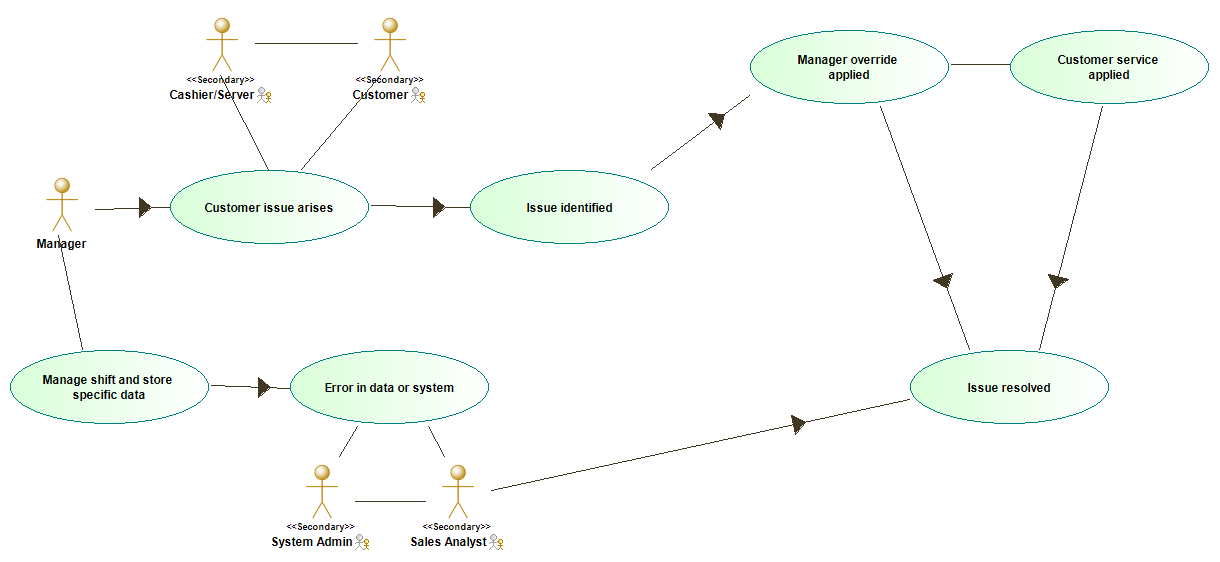 <<Secondary>>
Cashier/Server
<<Secondary>>
Customer
Manager override
applied
Customer service
applied
Manager
Customer issue arises
Issue identified
Manage shift and store
specific data
Error in data or system
Issue resolved
<<Secondary>>
System Admin
<<Secondary>>
Sales Analyst